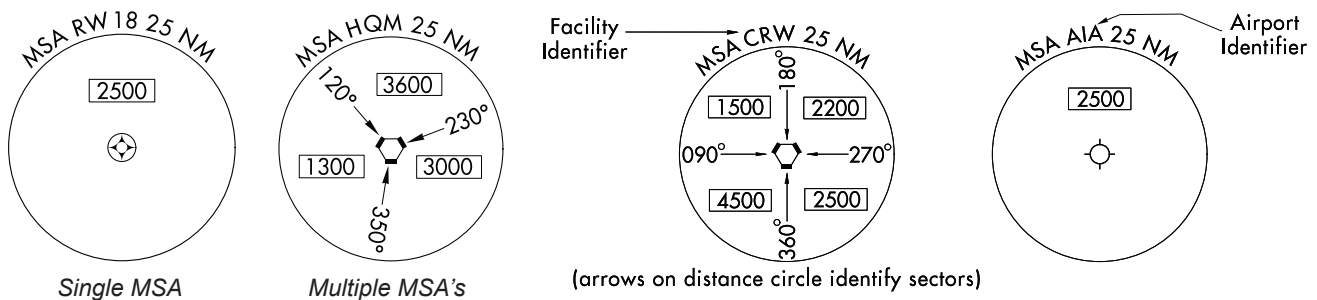 MSA RW 18 25 NM
2500
Single MSA
MSA HQM 25 NM
120°
3600
230°
1300
3000
350°
Multiple MSA's
Facility
Identifier
MSA CRW 25 NM
180°
1500
2200
090°
270°
4500
2500
360°
(arrows on distance circle identify sectors)
Airport
Identifier
MSA AIA 25 NM
2500